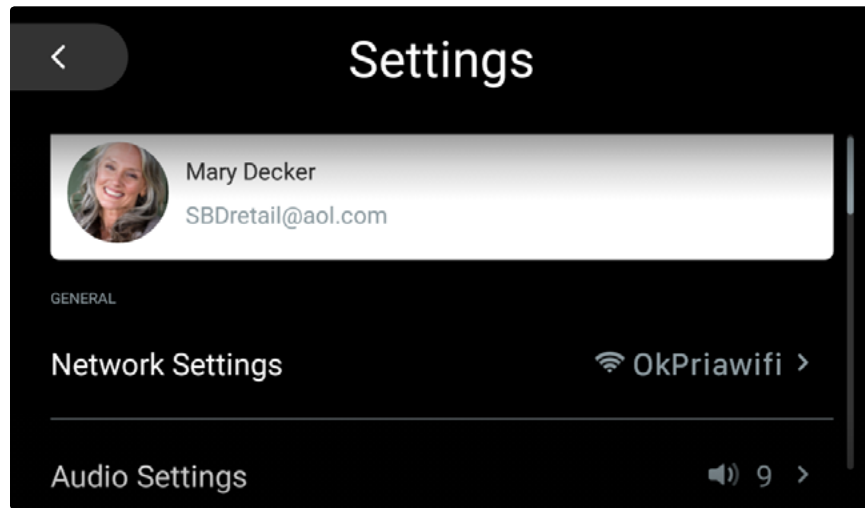 Settings
Mary Decker
SBDretail@aol.com
GENERAL
Network Settings OkPriawifi
Audio Settings 9